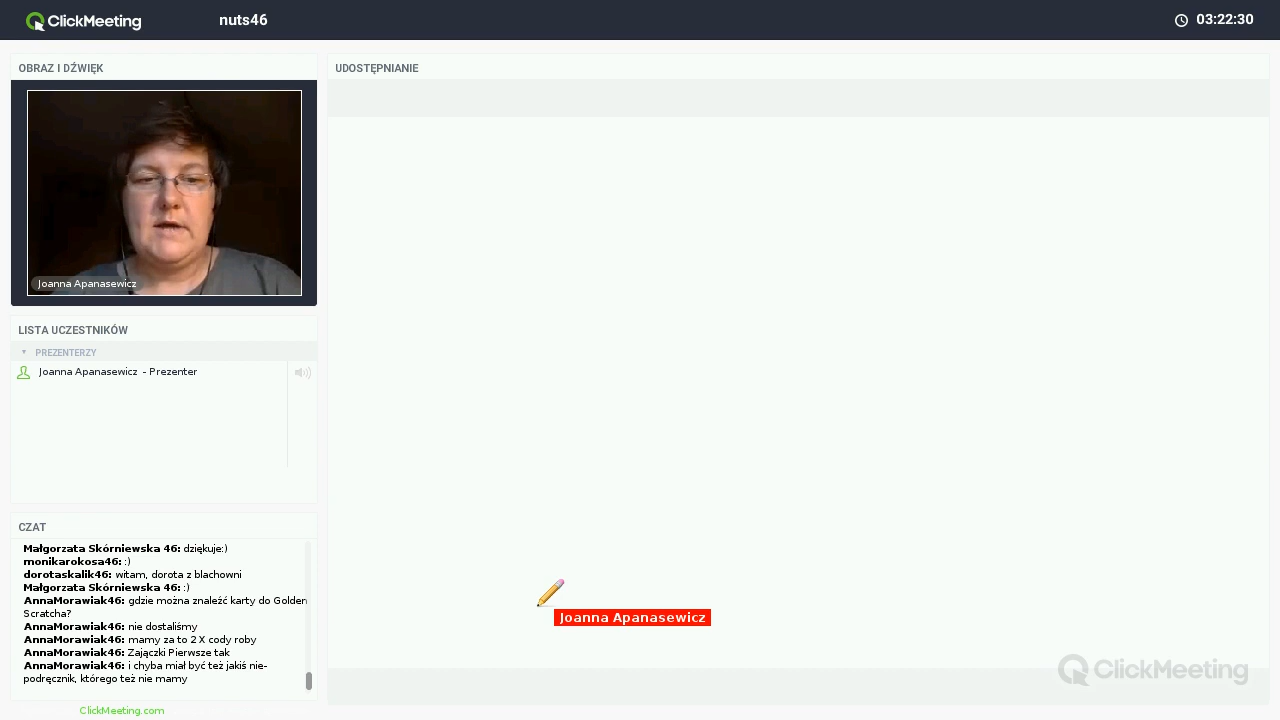 ClickMeeting
nuts46
03:22:30
OBRAZ I DŹWIĘK
UDOSTĘPNIANIE
Joanna Apanasewicz
LISTA UCZESTNIKÓW
PREZENTERZY
Joanna Apanasewicz - Prezenter
CZAT
Małgorzata Skórniewska 46: dziękuje:)
monikarokosa46: :)
dorotaskalik46: witam, dorota z blachowni
Małgorzata Skórniewska 46: :)
AnnaMorawiak46: gdzie można znaleźć karty do Golden
Scratcha?
AnnaMorawiak46: nie dostaliśmy
AnnaMorawiak46: mamy za to 2 X cody roby
AnnaMorawiak46: Zajączki Pierwsze tak
AnnaMorawiak46: i chyba miał być też jakiś nie-
podręcznik, którego też nie mamy
Joanna Apanasewicz
ClickMeeting
ClickMeeting.com